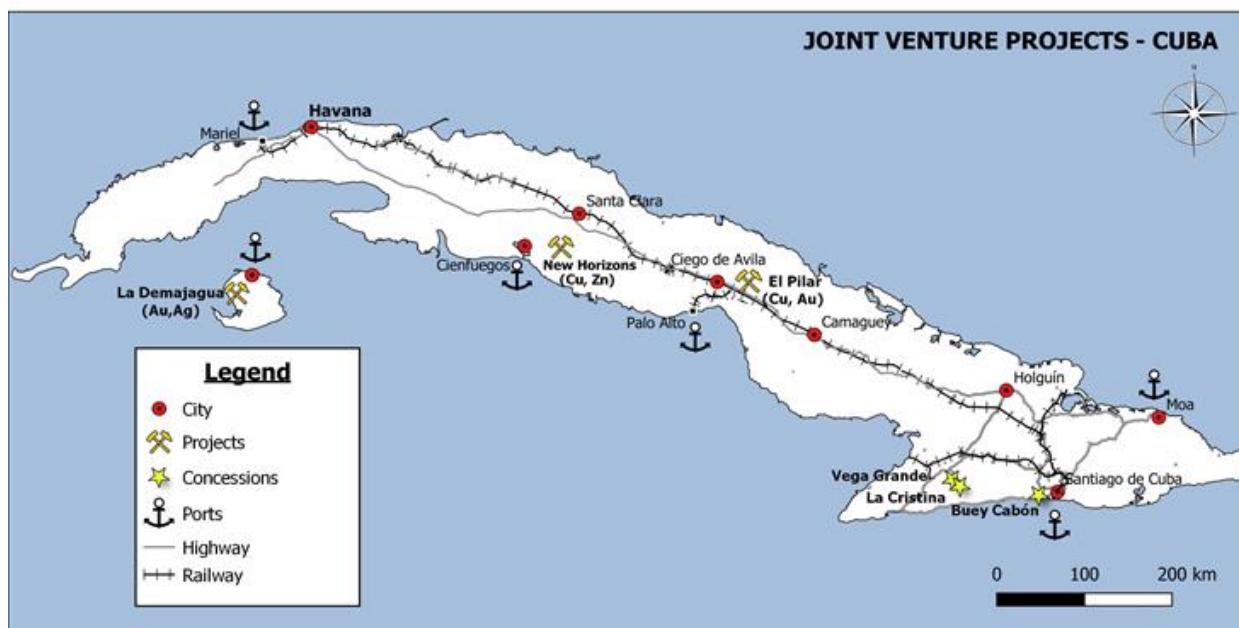 JOINT VENTURE PROJECTS - CUBA
N
Havana
Mariel
Santa Clara
Cienfuegos
New Horizons
(Cu, Zn)
Ciego de Avila
El Pilar
(Cu, Au)
La Demajagua
(Au,Ag)
Palo Alto
Camaguey
Holguín
Moa
Vega Grande
La Cristina
Buey Cabón
Santiago de Cuba
Legend
City
Projects
Concessions
Ports
Highway
Railway
0 100 200 km